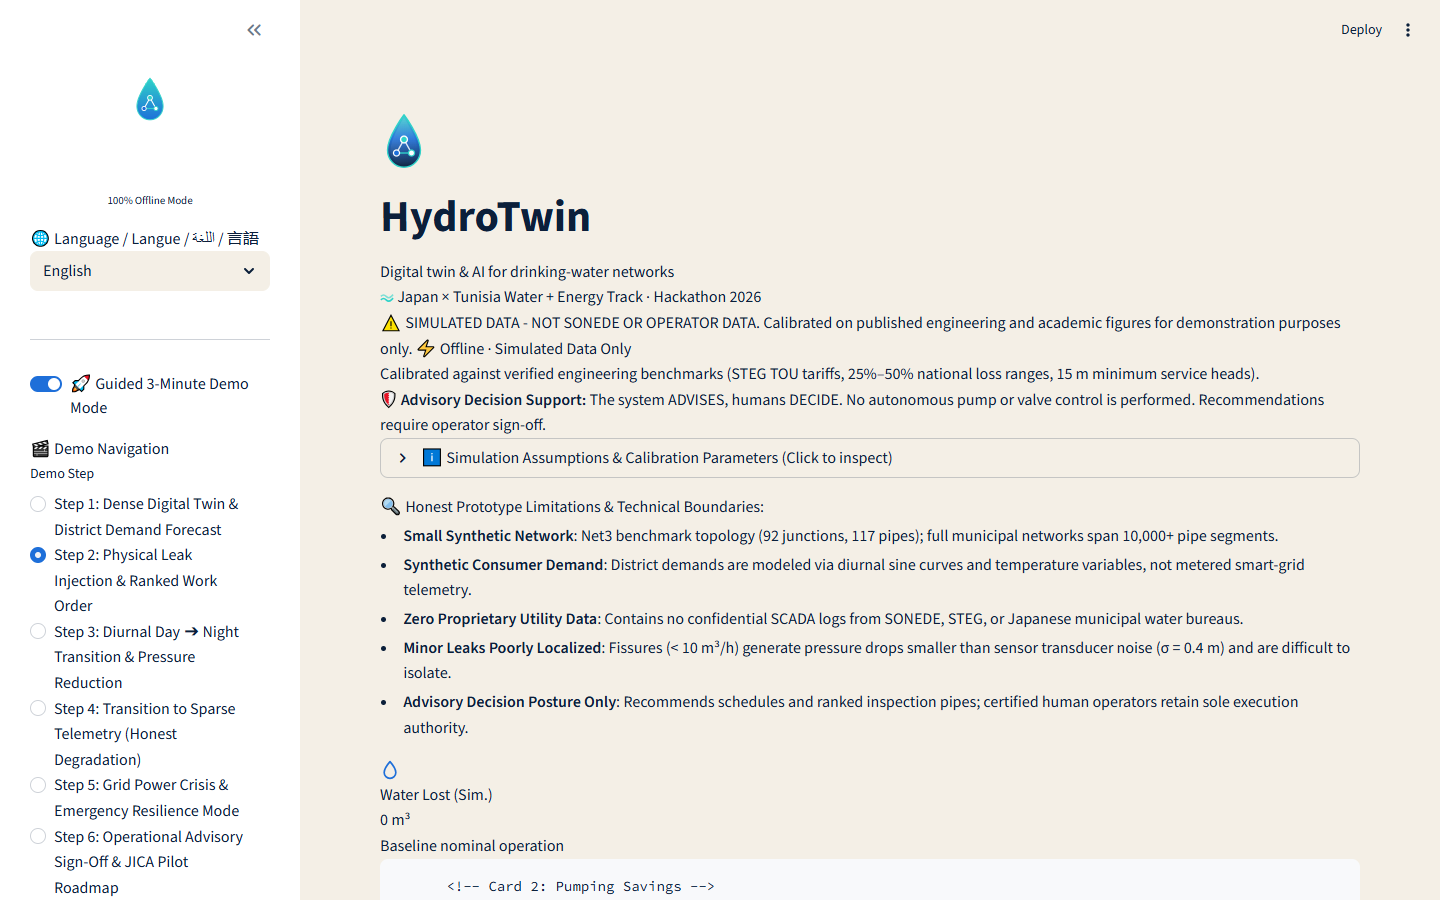 Deploy
100% Offline Mode
🌐 Language / Langue / اللغة / 言語
English
🚀 Guided 3-Minute Demo
Mode
🎬 Demo Navigation
Demo Step
Step 1: Dense Digital Twin &
District Demand Forecast
Step 2: Physical Leak
Injection & Ranked Work
Order
Step 3: Diurnal Day ➔ Night
Transition & Pressure
Reduction
Step 4: Transition to Sparse
Telemetry (Honest
Degradation)
Step 5: Grid Power Crisis &
Emergency Resilience Mode
Step 6: Operational Advisory
Sign-Off & JICA Pilot
Roadmap
HydroTwin
Digital twin & AI for drinking-water networks
Japan × Tunisia Water + Energy Track · Hackathon 2026
⚠️ SIMULATED DATA - NOT SONEDE OR OPERATOR DATA. Calibrated on published engineering and academic figures for demonstration purposes
only. ⚡ Offline · Simulated Data Only
Calibrated against verified engineering benchmarks (STEG TOU tariffs, 25%–50% national loss ranges, 15 m minimum service heads).
🛡️ Advisory Decision Support: The system ADVISES, humans DECIDE. No autonomous pump or valve control is performed. Recommendations
require operator sign-off.
ℹ️ Simulation Assumptions & Calibration Parameters (Click to inspect)
🔍 Honest Prototype Limitations & Technical Boundaries:
• Small Synthetic Network: Net3 benchmark topology (92 junctions, 117 pipes); full municipal networks span 10,000+ pipe segments.
• Synthetic Consumer Demand: District demands are modeled via diurnal sine curves and temperature variables, not metered smart-grid
telemetry.
• Zero Proprietary Utility Data: Contains no confidential SCADA logs from SONEDE, STEG, or Japanese municipal water bureaus.
• Minor Leaks Poorly Localized: Fissures (< 10 m³/h) generate pressure drops smaller than sensor transducer noise (σ = 0.4 m) and are difficult to
isolate.
• Advisory Decision Posture Only: Recommends schedules and ranked inspection pipes; certified human operators retain sole execution
authority.
Water Lost (Sim.)
0 m³
Baseline nominal operation
<!-- Card 2: Pumping Savings -->